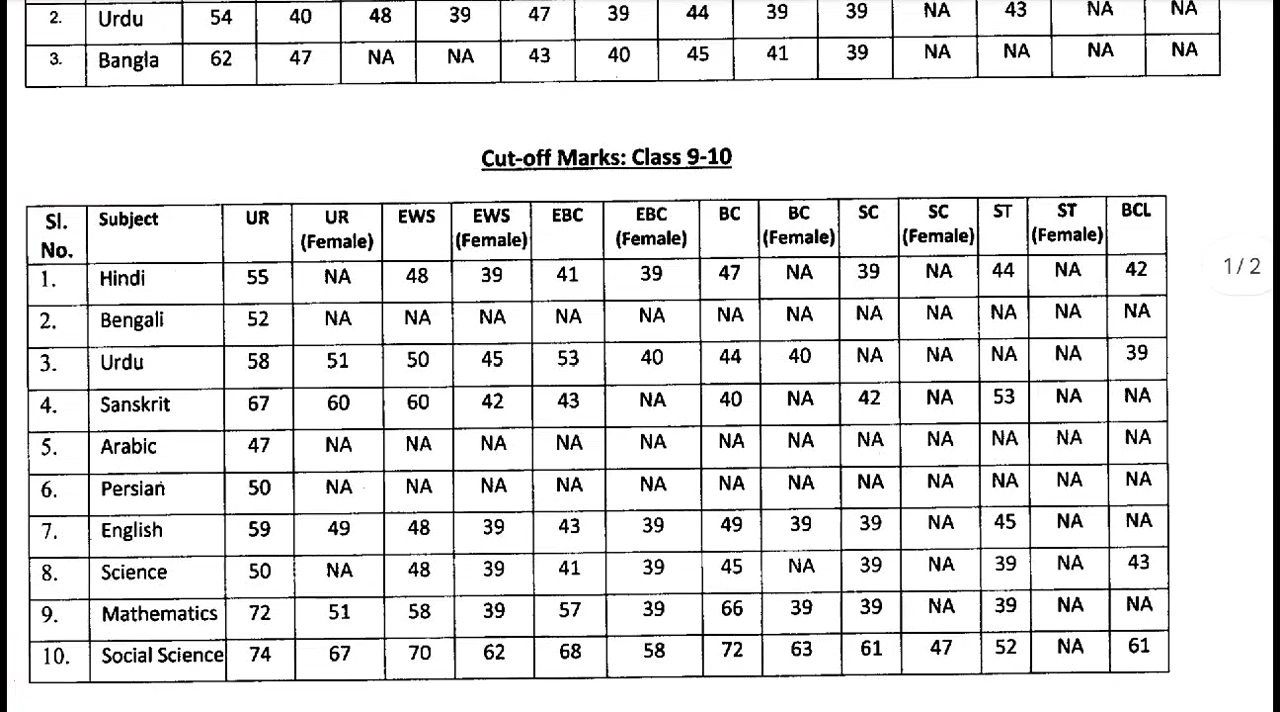 2. Urdu 54 40 48 39 47 39 44 39 39 NA 43 NA NA
3. Bangla 62 47 NA NA 43 40 45 41 39 NA NA NA NA
Cut-off Marks: Class 9-10
Sl. No. Subject UR UR (Female) EWS EWS (Female) EBC EBC (Female) BC BC (Female) SC SC (Female) ST ST (Female) BCL
1. Hindi 55 NA 48 39 41 39 47 NA 39 NA 44 NA 42
2. Bengali 52 NA NA NA NA NA NA NA NA NA NA NA NA
3. Urdu 58 51 50 45 53 40 44 40 NA NA NA NA 39
4. Sanskrit 67 60 60 42 43 NA 40 NA 42 NA 53 NA NA
5. Arabic 47 NA NA NA NA NA NA NA NA NA NA NA NA
6. Persian 50 NA NA NA NA NA NA NA NA NA NA NA NA
7. English 59 49 48 39 43 39 49 39 39 NA 45 NA NA
8. Science 50 NA 48 39 41 39 45 NA 39 NA 39 NA 43
9. Mathematics 72 51 58 39 57 39 66 39 39 NA 39 NA NA
10. Social Science 74 67 70 62 68 58 72 63 61 47 52 NA 61
1/2